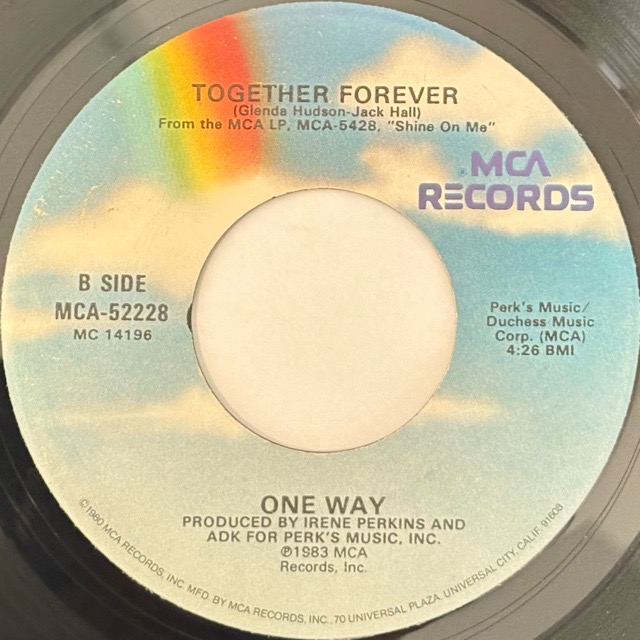 TOGETHER FOREVER
(Glenda Hudson-Jack Hall)
From the MCA LP, MCA-5428, "Shine On Me"
® MCA
RECORDS
B SIDE
MCA-52228
MC 14196
Perk's Music/
Duchess Music
Corp. (MCA)
4:26 BMI
ONE WAY
PRODUCED BY IRENE PERKINS AND
ADK FOR PERK'S MUSIC, INC.
℗1983 MCA
Records, Inc.
©1980 MCA RECORDS, INC. MFD. BY MCA RECORDS, INC., 70 UNIVERSAL PLAZA, UNIVERSAL CITY, CALIF. 91608